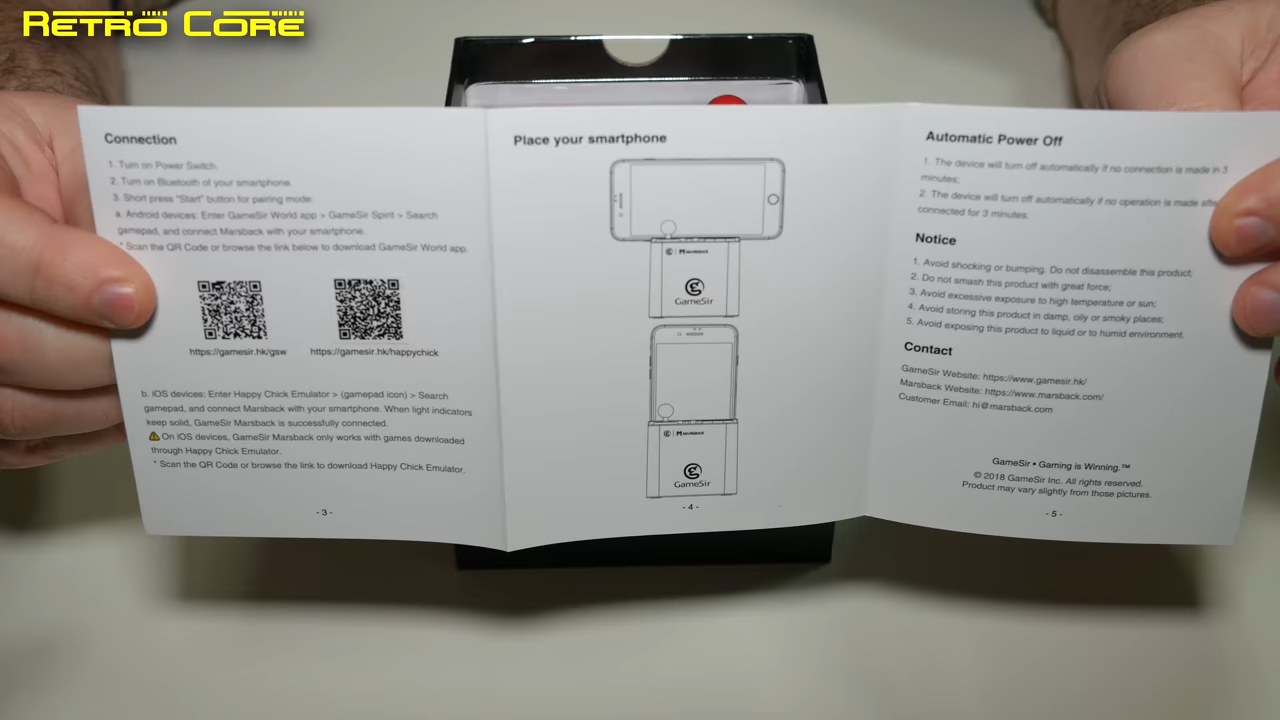 RETRO CORE
Connection
1. Turn on Power Switch.
2. Turn on Bluetooth of your smartphone.
3. Short press "Start" button for pairing mode:
a. Android devices: Enter GameSir World app > GameSir Spirit > Search
gamepad, and connect Marsback with your smartphone.
* Scan the QR Code or browse the link below to download GameSir World app.
https://gamesir.hk/gsw
https://gamesir.hk/happychick
b. iOS devices: Enter Happy Chick Emulator > (gamepad icon) > Search
gamepad, and connect Marsback with your smartphone. When light indicators
keep solid, GameSir Marsback is successfully connected.
On iOS devices, GameSir Marsback only works with games downloaded
through Happy Chick Emulator.
* Scan the QR Code or browse the link to download Happy Chick Emulator.
- 3 -
Place your smartphone
MARSBACK
GameSir
MARSBACK
GameSir
- 4 -
Automatic Power Off
1. The device will turn off automatically if no connection is made in 3
minutes;
2. The device will turn off automatically if no operation is made after
connected for 3 minutes.
Notice
1. Avoid shocking or bumping. Do not disassemble this product;
2. Do not smash this product with great force;
3. Avoid excessive exposure to high temperature or sun;
4. Avoid storing this product in damp, oily or smoky places;
5. Avoid exposing this product to liquid or to humid environment.
Contact
GameSir Website: https://www.gamesir.hk/
Marsback Website: https://www.marsback.com/
Customer Email: hi@marsback.com
GameSir • Gaming is Winning.™
© 2018 GameSir Inc. All rights reserved.
Product may vary slightly from those pictures.
- 5 -